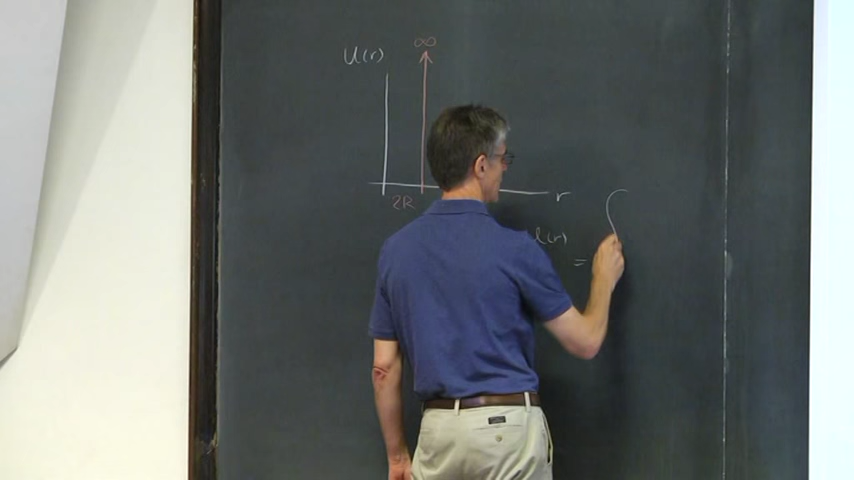 U(r) ∞
r
2R
U(r)
=